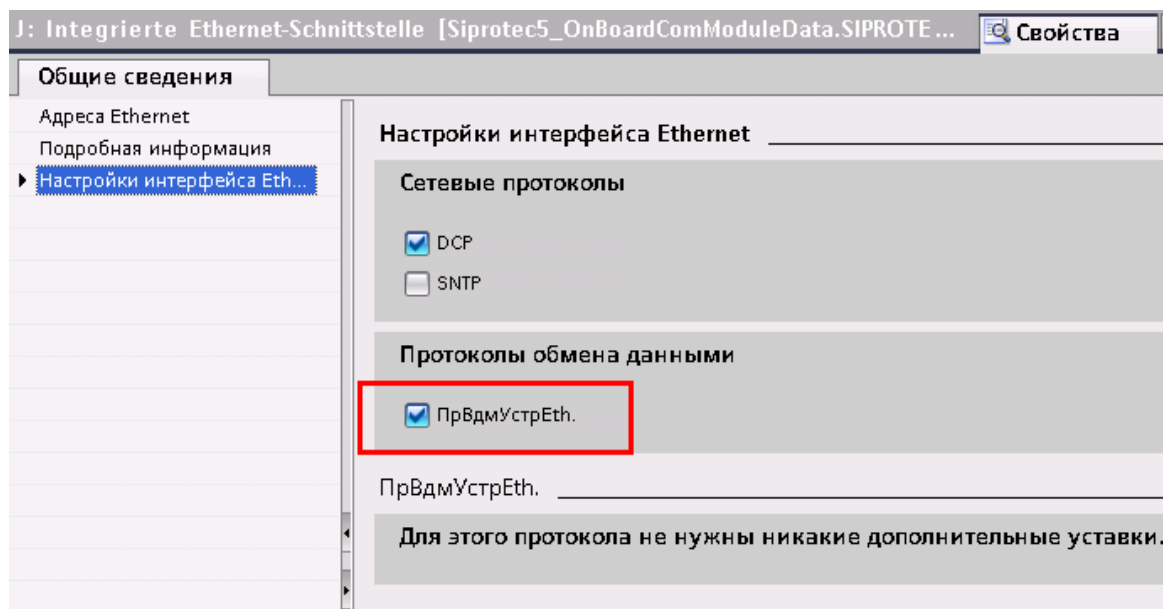 J: Integrierte Ethernet-Schnittstelle [Siprotec5_OnBoardComModuleData.SIPROTE...
Свойства
Общие сведения
Адреса Ethernet
Подробная информация
Настройки интерфейса Eth...
Настройки интерфейса Ethernet
Сетевые протоколы
DCP
SNTP
Протоколы обмена данными
ПрВдмУстрEth.
ПрВдмУстрEth.
Для этого протокола не нужны никакие дополнительные уставки.